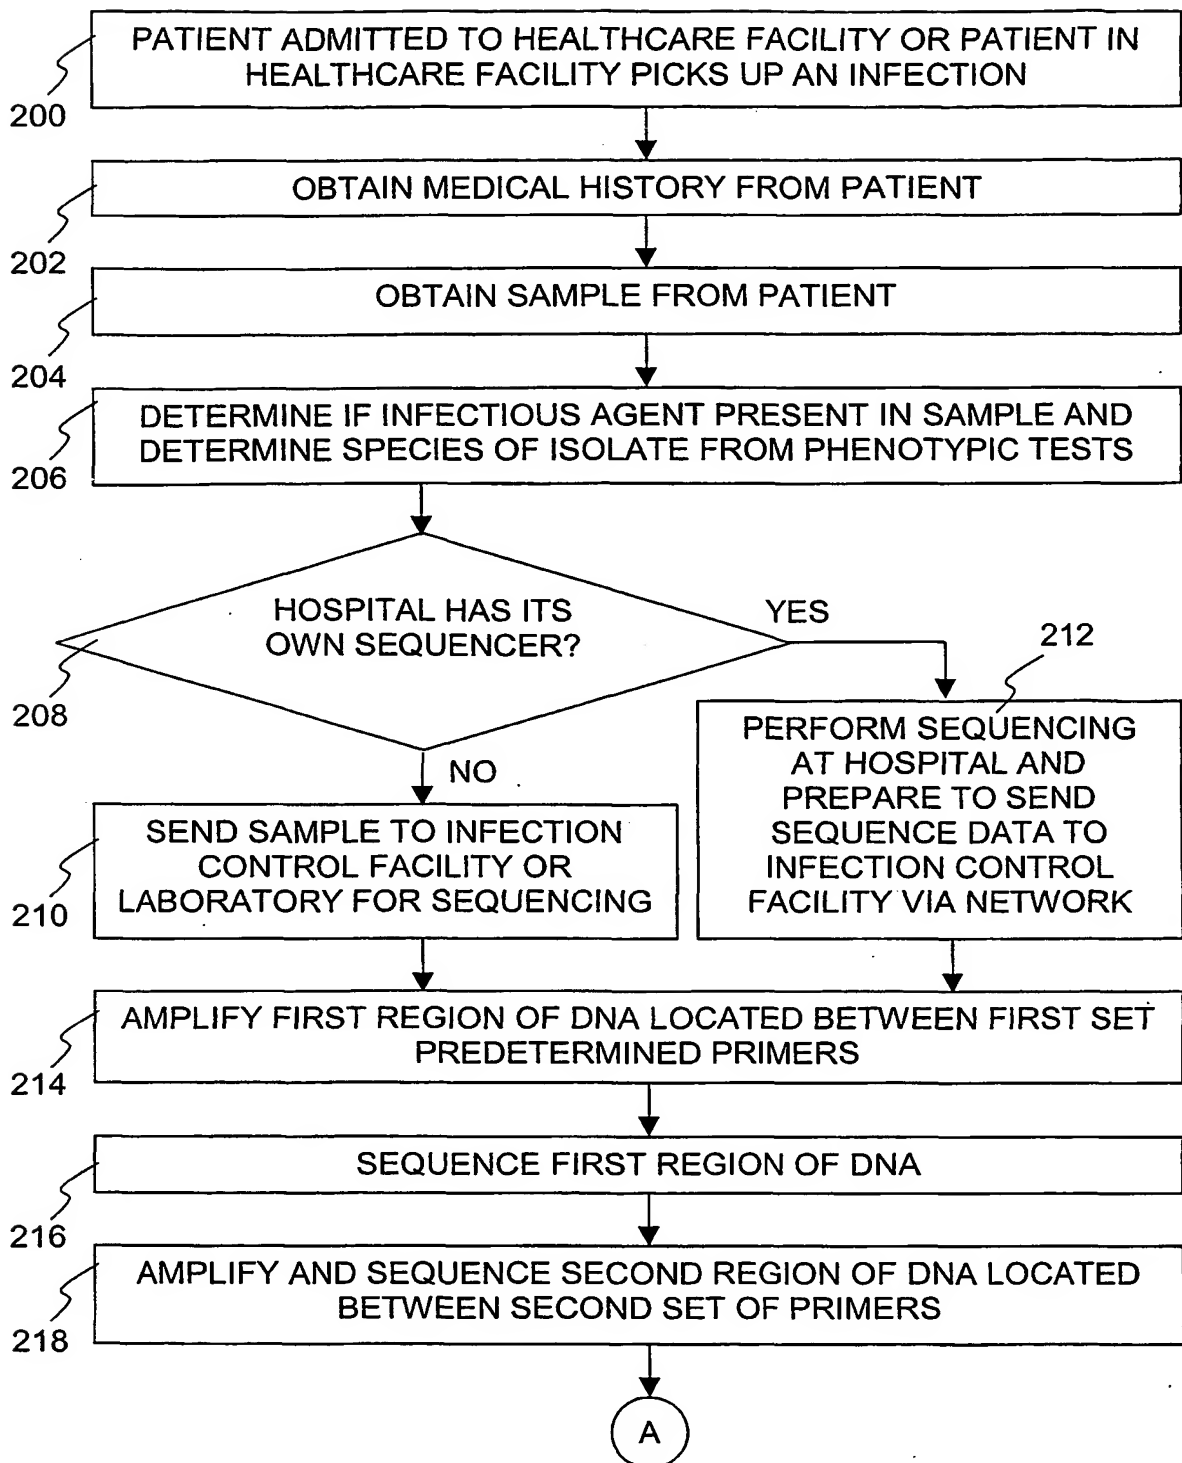 PATIENT ADMITTED TO HEALTHCARE FACILITY OR PATIENT IN
HEALTHCARE FACILITY PICKS UP AN INFECTION
200
OBTAIN MEDICAL HISTORY FROM PATIENT
202
OBTAIN SAMPLE FROM PATIENT
204
DETERMINE IF INFECTIOUS AGENT PRESENT IN SAMPLE AND
DETERMINE SPECIES OF ISOLATE FROM PHENOTYPIC TESTS
206
HOSPITAL HAS ITS
OWN SEQUENCER?
YES
208
NO
212
PERFORM SEQUENCING
AT HOSPITAL AND
PREPARE TO SEND
SEQUENCE DATA TO
INFECTION CONTROL
FACILITY VIA NETWORK
SEND SAMPLE TO INFECTION
CONTROL FACILITY OR
LABORATORY FOR SEQUENCING
210
AMPLIFY FIRST REGION OF DNA LOCATED BETWEEN FIRST SET
PREDETERMINED PRIMERS
214
SEQUENCE FIRST REGION OF DNA
216
AMPLIFY AND SEQUENCE SECOND REGION OF DNA LOCATED
BETWEEN SECOND SET OF PRIMERS
218
A